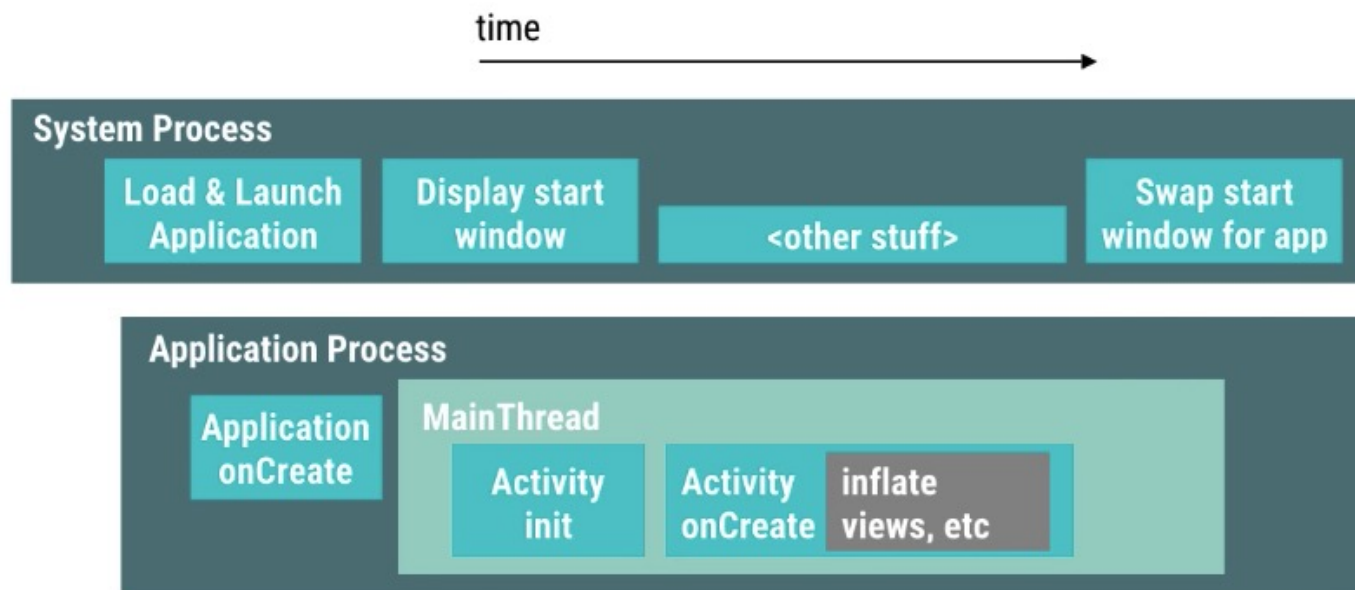 time
System Process
Load & Launch
Application
Display start
window
<other stuff>
Swap start
window for app
Application Process
Application
onCreate
MainThread
Activity
init
Activity
onCreate
inflate
views, etc